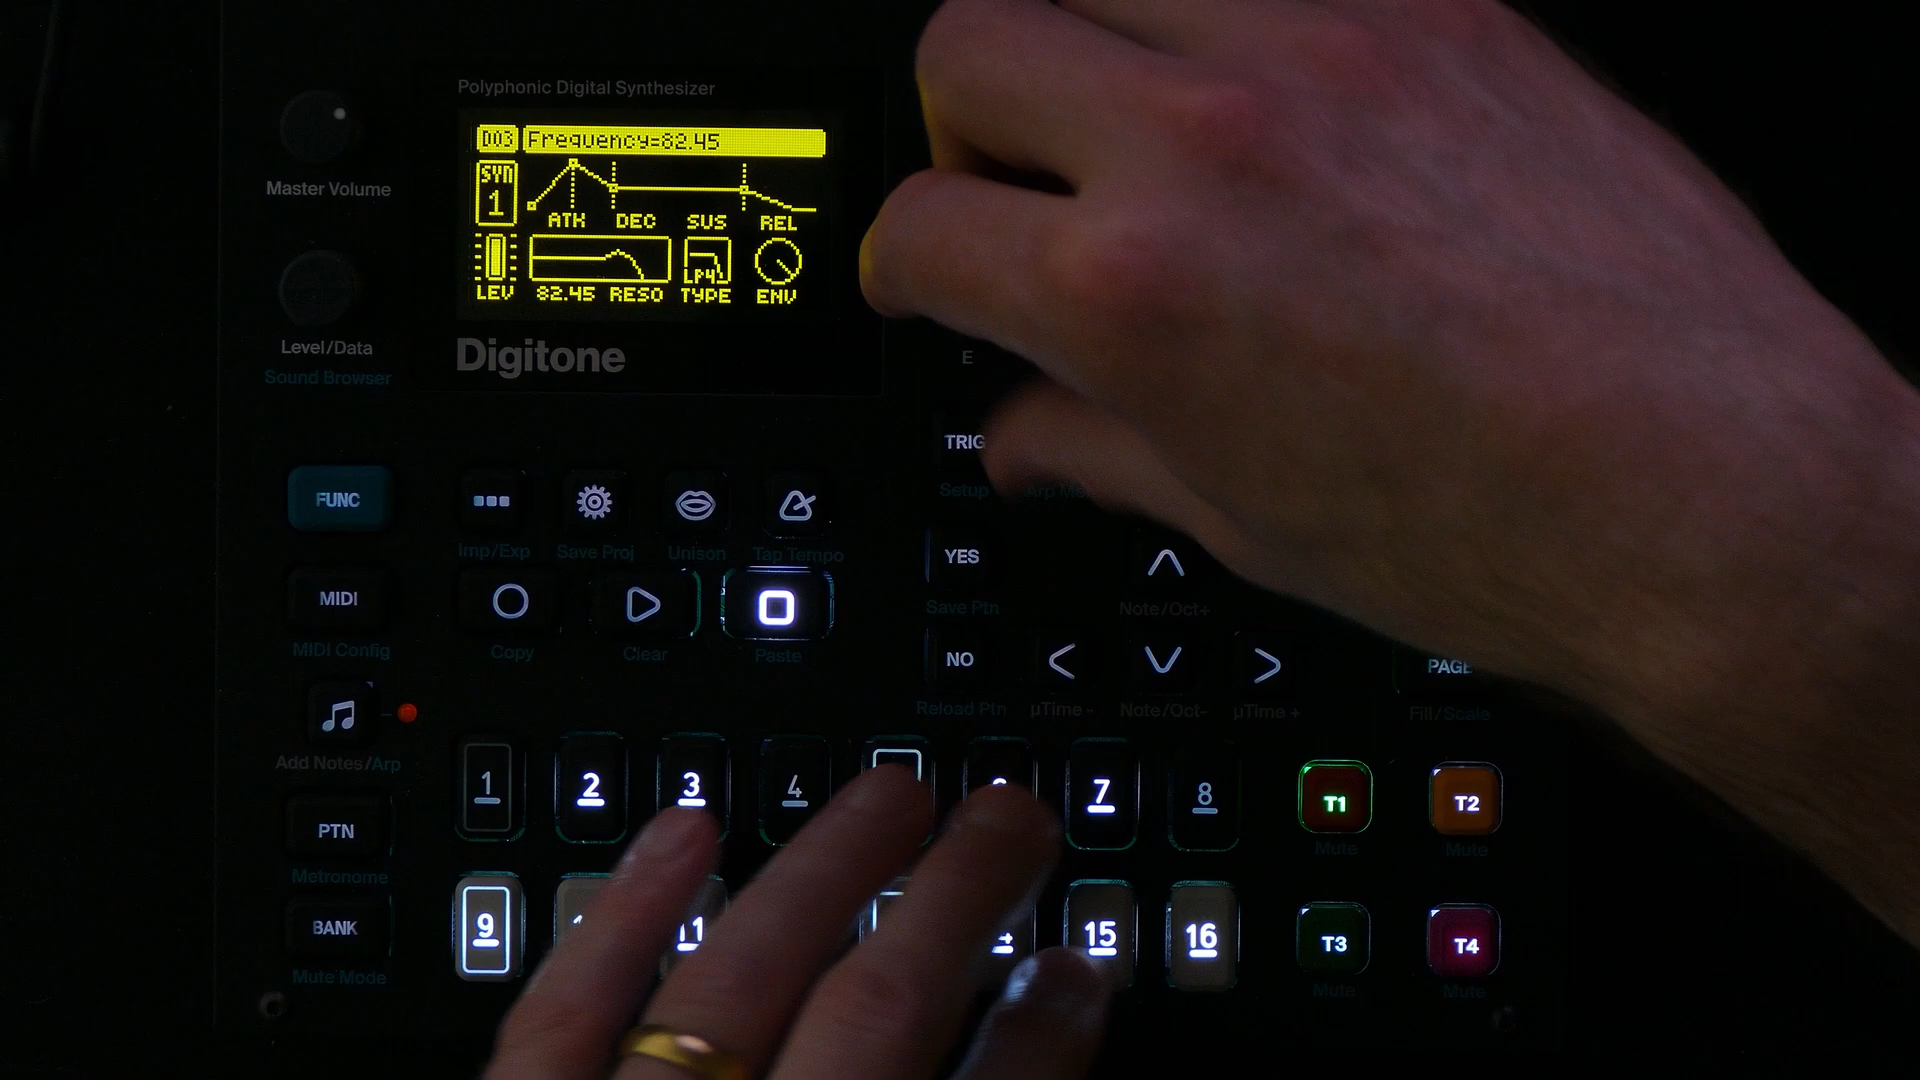 Polyphonic Digital Synthesizer
D03 Frequency=82.45
SYN
1
ATK DEC SUS REL
LP4
LEV 82.45 RESO TYPE ENV
Master Volume
Level/Data
Sound Browser
Digitone
E
TRIG
Setup Arp
FUNC
Imp/Exp Save Proj Unison Tap Tempo
YES
Save Ptn Note/Oct+
MIDI
MIDI Config
Copy Clear Paste
NO
PAGE
Reload Ptn µTime - Note/Oct- µTime + Fill/Scale
Add Notes/Arp
1 2 3 4 7 8 T1 T2
Mute Mute
PTN
Metronome
BANK
Mute Mode
9 11 15 16 T3 T4
Mute Mute